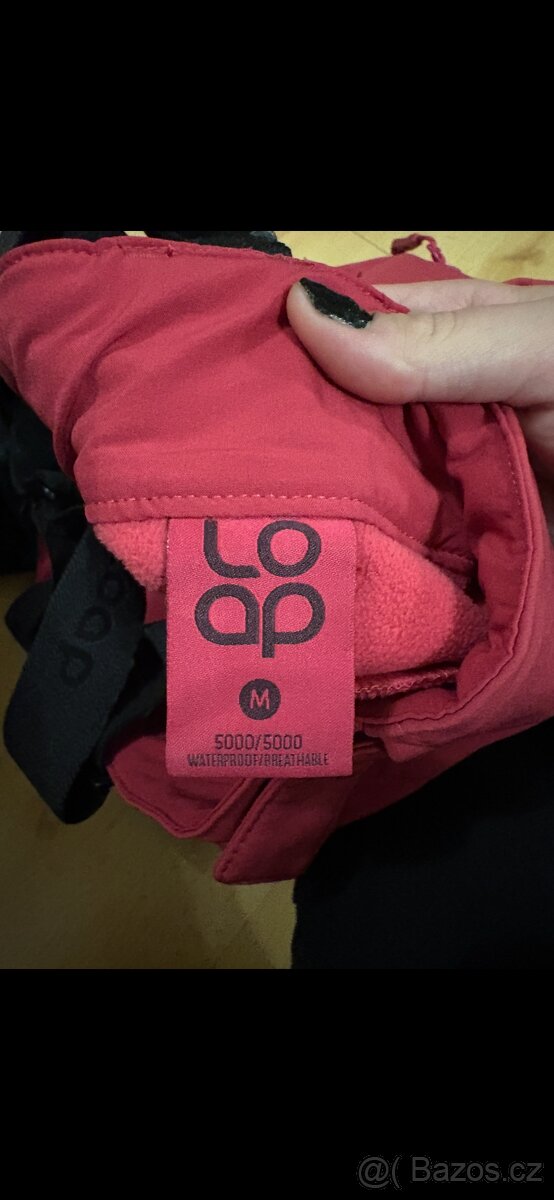 LO
AP
M
5000/5000
WATERPROOF/BREATHABLE
@( Bazos.cz